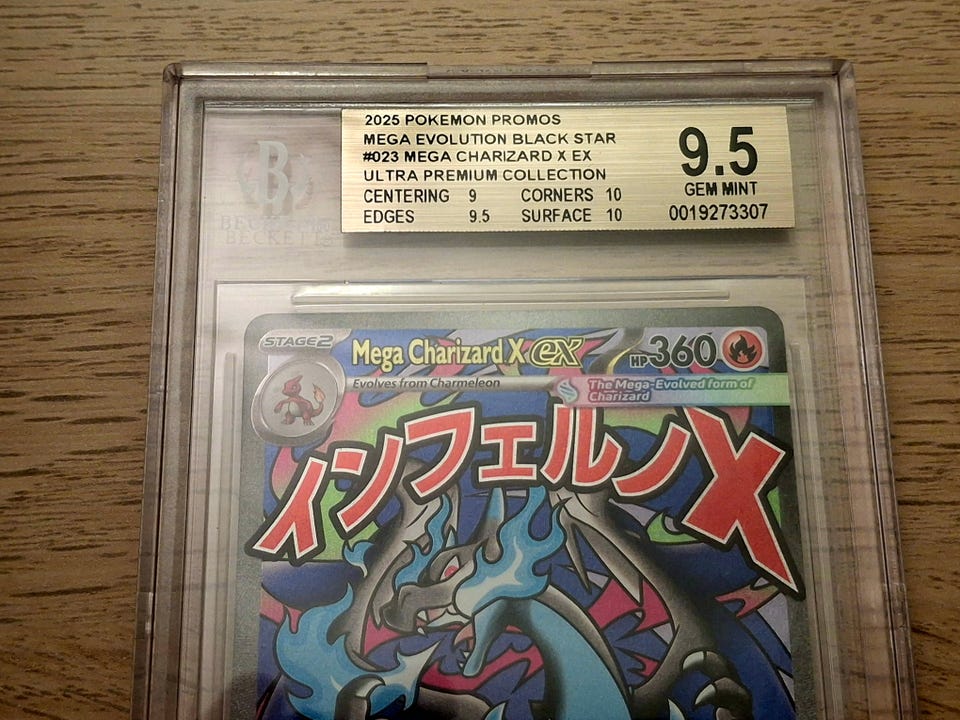 2025 POKEMON PROMOS
MEGA EVOLUTION BLACK STAR
#023 MEGA CHARIZARD X EX
ULTRA PREMIUM COLLECTION
CENTERING 9 CORNERS 10
EDGES 9.5 SURFACE 10
9.5
GEM MINT
0019273307
B
BECKETT
STAGE2
Mega Charizard X ex
HP360
Evolves from Charmeleon
The Mega-Evolved form of
Charizard
インフェルノX